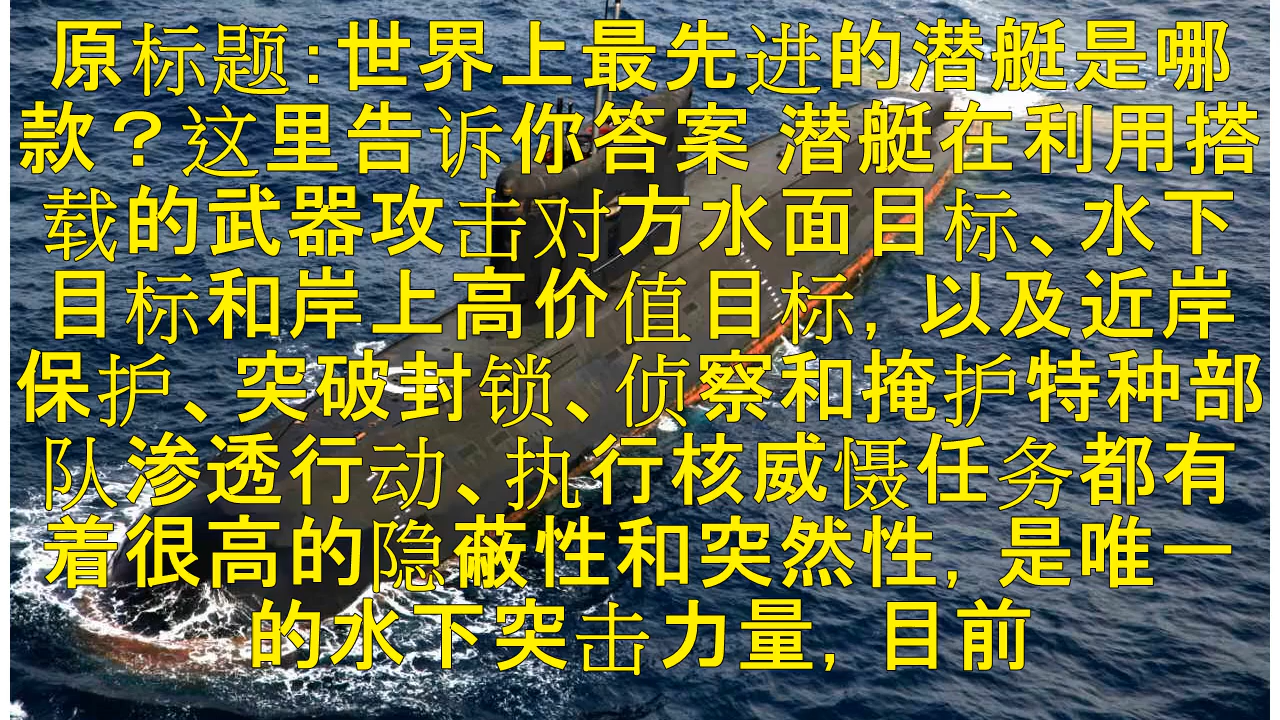 原标题：世界上最先进的潜艇是哪
款？这里告诉你答案 潜艇在利用搭
载的武器攻击对方水面目标、水下
目标和岸上高价值目标，以及近岸
保护、突破封锁、侦察和掩护特种部
队渗透行动、执行核威慑任务都有
着很高的隐蔽性和突然性，是唯一
的水下突击力量，目前